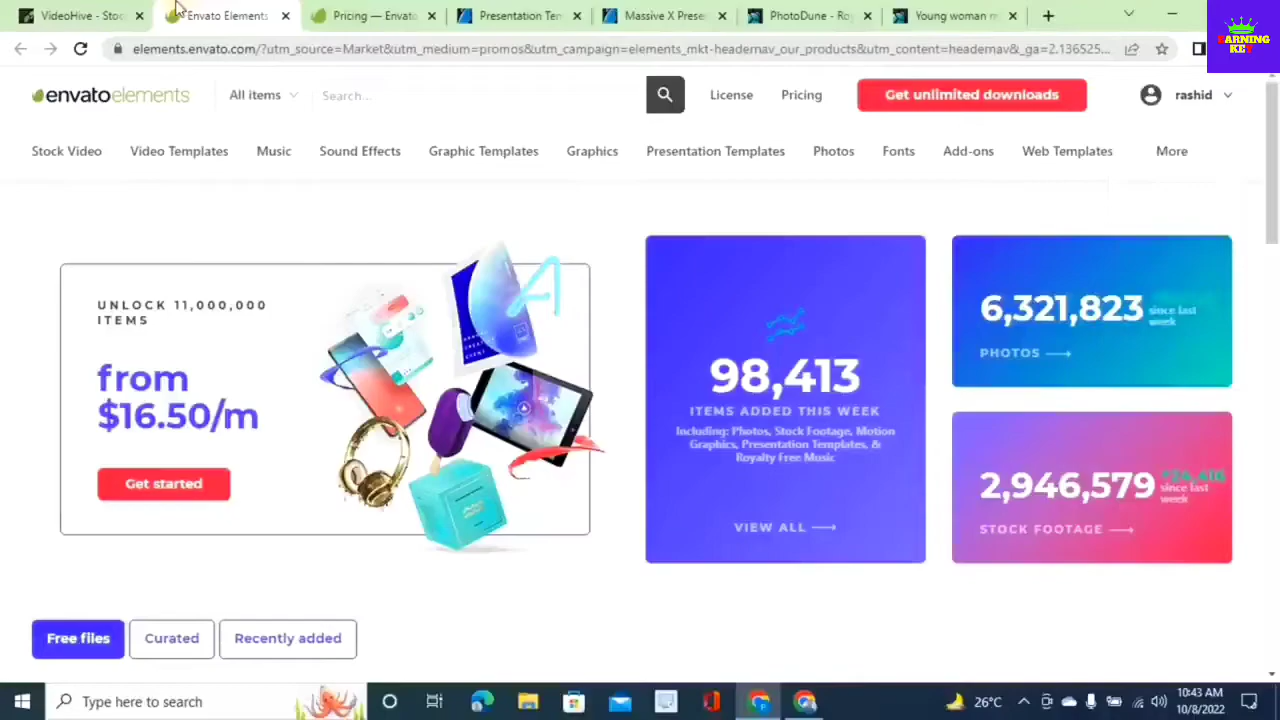 VideoHive - Stoc
Envato Elements
Pricing — Envato
Presentation Ten
Massive X Prese
PhotoDune - Ro
Young woman m
elements.envato.com/?utm_source=Market&utm_medium=promos&utm_campaign=elements_mkt-headernav_our_products&utm_content=headernav&_ga=2.136525...
EARNING
KEY
envatoelements
All items
Search...
License
Pricing
Get unlimited downloads
rashid
Stock Video
Video Templates
Music
Sound Effects
Graphic Templates
Graphics
Presentation Templates
Photos
Fonts
Add-ons
Web Templates
More
UNLOCK 11,000,000
ITEMS
from
$16.50/m
Get started
98,413
ITEMS ADDED THIS WEEK
Including: Photos, Stock Footage, Motion
Graphics, Presentation Templates, &
Royalty Free Music
VIEW ALL
6,321,823
since last
week
PHOTOS
2,946,579
since last
week
STOCK FOOTAGE
Free files
Curated
Recently added
Type here to search
26°C
10:43 AM
10/8/2022